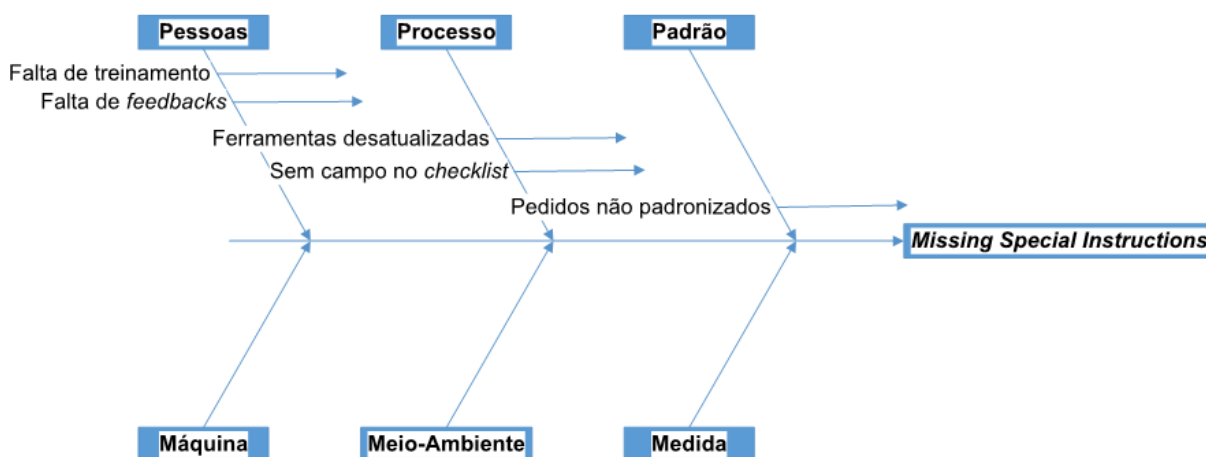 Pessoas
Processo
Padrão
Falta de treinamento
Falta de feedbacks
Ferramentas desatualizadas
Sem campo no checklist
Pedidos não padronizados
Missing Special Instructions
Máquina
Meio-Ambiente
Medida